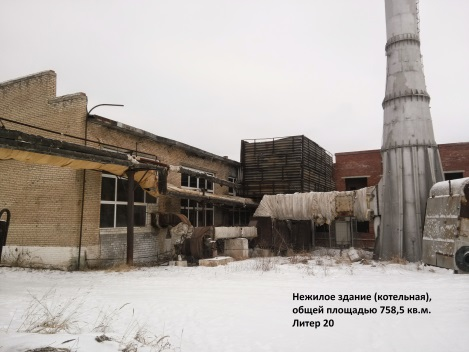 Нежилое здание (котельная),
общей площадью 758,5 кв.м.
Литер 20